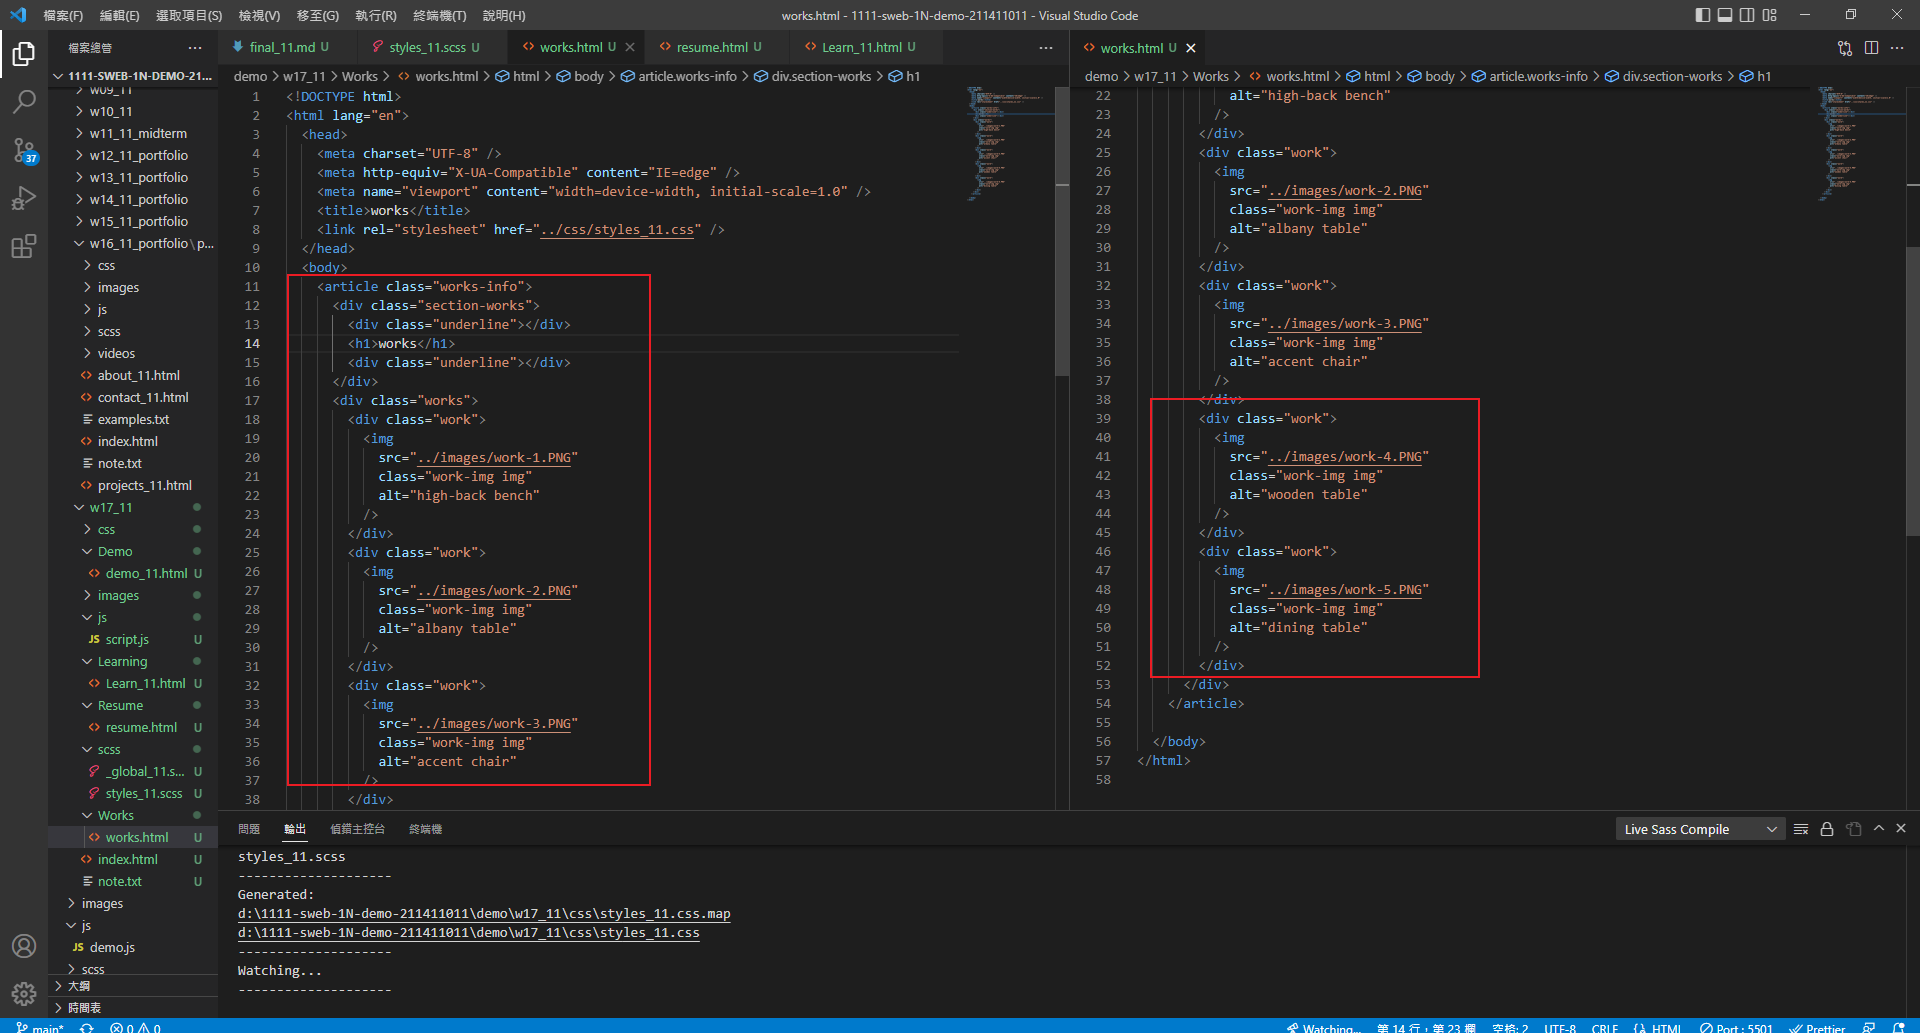 檔案(F) 編輯(E) 選取項目(S) 檢視(V) 移至(G) 執行(R) 終端機(T) 說明(H)
works.html - 1111-sweb-1N-demo-211411011 - Visual Studio Code
檔案總管 ···
1111-SWEB-1N-DEMO-21...
w09_11
w10_11
w11_11_midterm
w12_11_portfolio
w13_11_portfolio
w14_11_portfolio
w15_11_portfolio
w16_11_portfolio\p...
css
images
js
scss
videos
about_11.html
contact_11.html
examples.txt
index.html
note.txt
projects_11.html
w17_11
css
Demo
demo_11.html U
images
js
JS script.js U
Learning
Learn_11.html U
Resume
resume.html U
scss
_global_11.s... U
styles_11.scss U
Works
works.html U
index.html U
note.txt U
images
js
JS demo.js
scss
大綱
時間表
37
final_11.md U styles_11.scss U works.html U resume.html U Learn_11.html U ···
demo > w17_11 > Works > works.html > html > body > article.works-info > div.section-works > h1
1 <!DOCTYPE html>
2 <html lang="en">
3 <head>
4 <meta charset="UTF-8" />
5 <meta http-equiv="X-UA-Compatible" content="IE=edge" />
6 <meta name="viewport" content="width=device-width, initial-scale=1.0" />
7 <title>works</title>
8 <link rel="stylesheet" href="../css/styles_11.css" />
9 </head>
10 <body>
11 <article class="works-info">
12 <div class="section-works">
13 <div class="underline"></div>
14 <h1>works</h1>
15 <div class="underline"></div>
16 </div>
17 <div class="works">
18 <div class="work">
19 <img
20 src="../images/work-1.PNG"
21 class="work-img img"
22 alt="high-back bench"
23 />
24 </div>
25 <div class="work">
26 <img
27 src="../images/work-2.PNG"
28 class="work-img img"
29 alt="albany table"
30 />
31 </div>
32 <div class="work">
33 <img
34 src="../images/work-3.PNG"
35 class="work-img img"
36 alt="accent chair"
37 />
38 </div>
works.html U ···
demo > w17_11 > Works > works.html > html > body > article.works-info > div.section-works > h1
22 alt="high-back bench"
23 />
24 </div>
25 <div class="work">
26 <img
27 src="../images/work-2.PNG"
28 class="work-img img"
29 alt="albany table"
30 />
31 </div>
32 <div class="work">
33 <img
34 src="../images/work-3.PNG"
35 class="work-img img"
36 alt="accent chair"
37 />
38 </div>
39 <div class="work">
40 <img
41 src="../images/work-4.PNG"
42 class="work-img img"
43 alt="wooden table"
44 />
45 </div>
46 <div class="work">
47 <img
48 src="../images/work-5.PNG"
49 class="work-img img"
50 alt="dining table"
51 />
52 </div>
53 </div>
54 </article>
55
56 </body>
57 </html>
58
問題 輸出 偵錯主控台 終端機
Live Sass Compile
styles_11.scss
--------------------
Generated:
d:\1111-sweb-1N-demo-211411011\demo\w17_11\css\styles_11.css.map
d:\1111-sweb-1N-demo-211411011\demo\w17_11\css\styles_11.css
--------------------
Watching...
--------------------
main* 0 0 Watching... 第 14 行，第 23 欄 空格: 2 UTF-8 CRLF HTML Port : 5501 Prettier